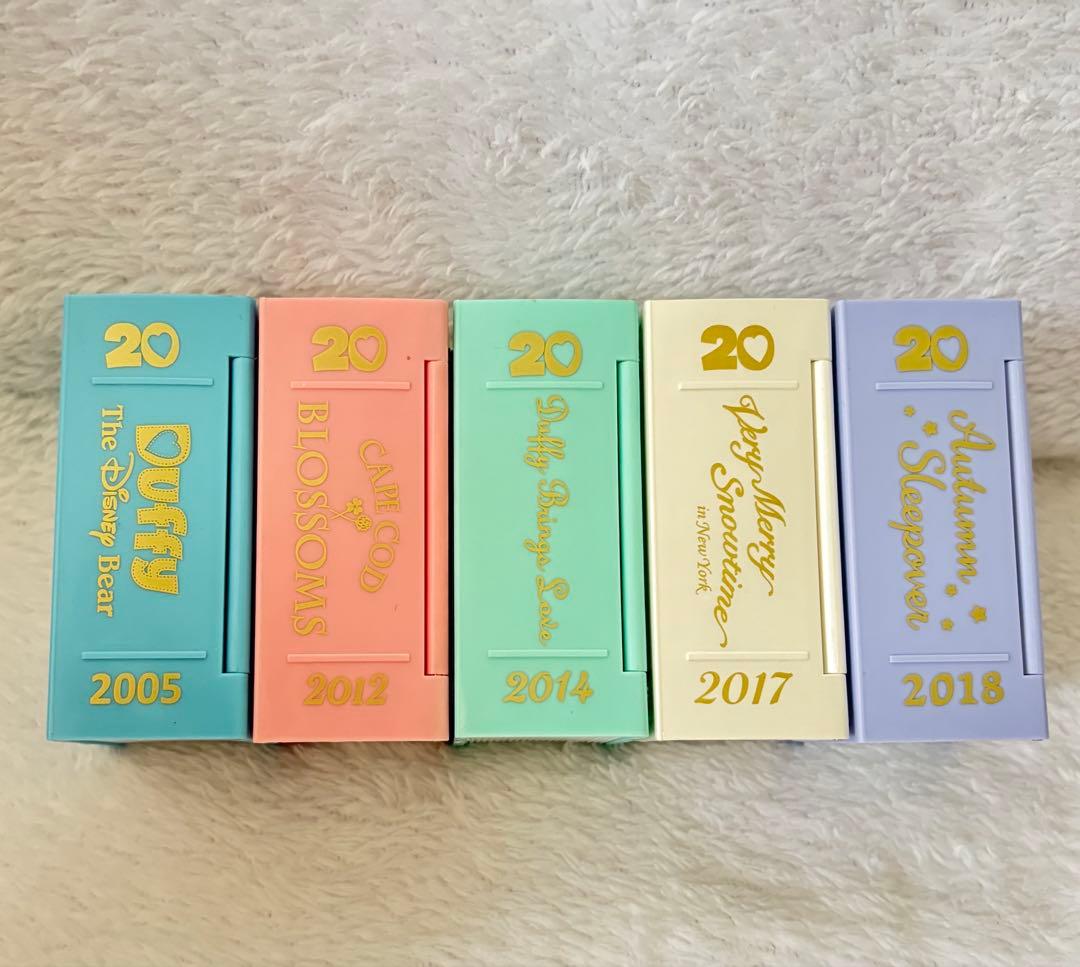 20
Duffy
The Disney Bear
2005
20
CAPE COD
BLOSSOMS
2012
20
Duffy Brings Love
2014
20
Very Merry
Snowtime
in New York
2017
20
Autumn
Sleepover
2018